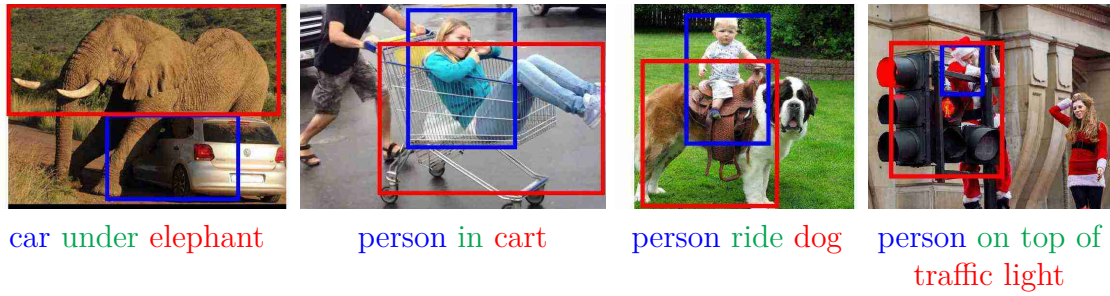 car under elephant
person in cart
person ride dog
person on top of
traffic light